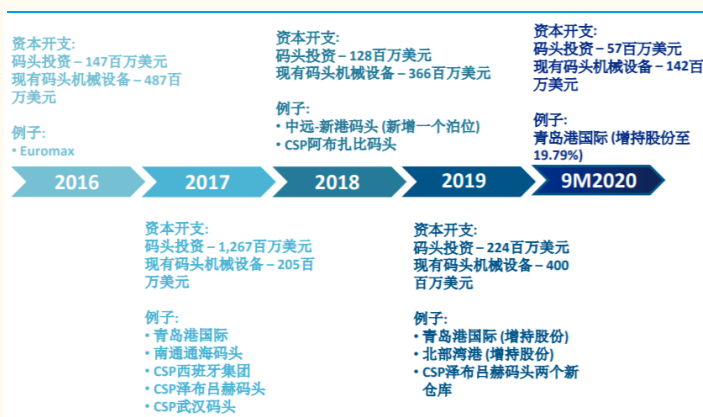 资本开支:
码头投资 – 147百万美元
现有码头机械设备 – 487百
万美元
例子:
• Euromax
资本开支:
码头投资 – 128百万美元
现有码头机械设备 – 366百万美元
例子:
• 中远-新港码头 (新增一个泊位)
• CSP阿布扎比码头
资本开支:
码头投资 – 57百万美元
现有码头机械设备 – 142百
万美元
例子:
青岛港国际 (增持股份至
19.79%)
2016
2017
2018
2019
9M2020
资本开支:
码头投资 – 1,267百万美元
现有码头机械设备 – 205百
万美元
例子:
• 青岛港国际
• 南通通海码头
• CSP西班牙集团
• CSP泽布吕赫码头
• CSP武汉码头
资本开支:
码头投资 – 224百万美元
现有码头机械设备 – 400
百万美元
例子:
• 青岛港国际 (增持股份)
• 北部湾港 (增持股份)
• CSP泽布吕赫码头两个新
仓库